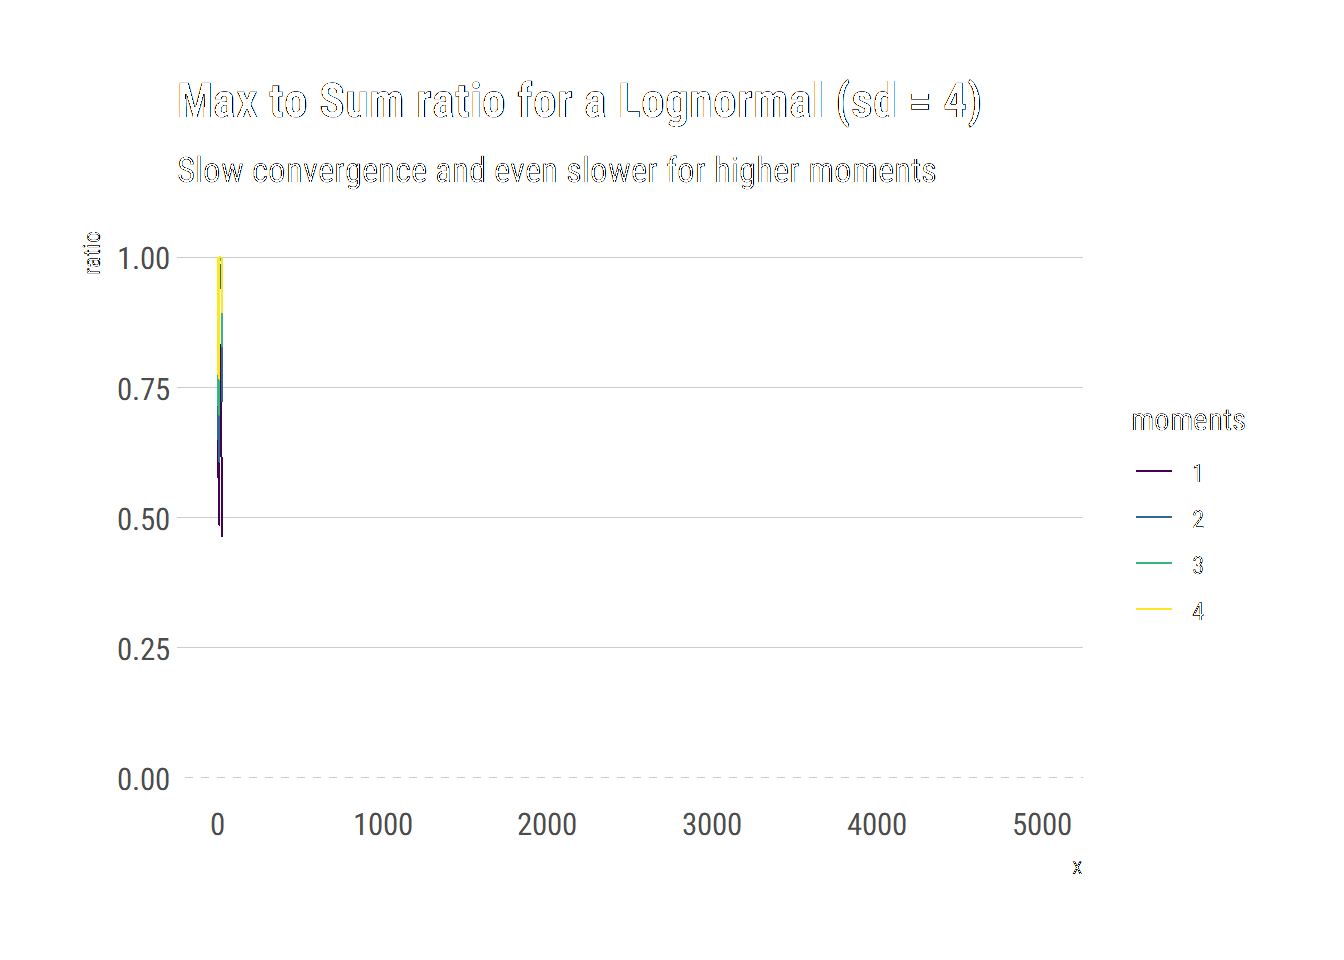 Max to Sum ratio for a Lognormal (sd = 4)
Slow convergence and even slower for higher moments
ratio
1.00
0.75
0.50
0.25
0.00
0 1000 2000 3000 4000 5000
x
moments
1
2
3
4